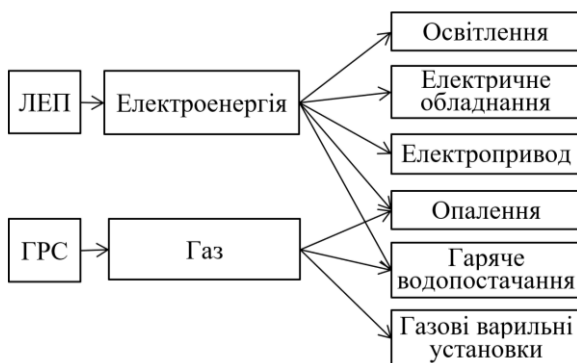 ЛЕП
Електроенергія
Освітлення
Електричне
обладнання
Електропривод
ГРС
Газ
Опалення
Гаряче
водопостачання
Газові варильні
установки